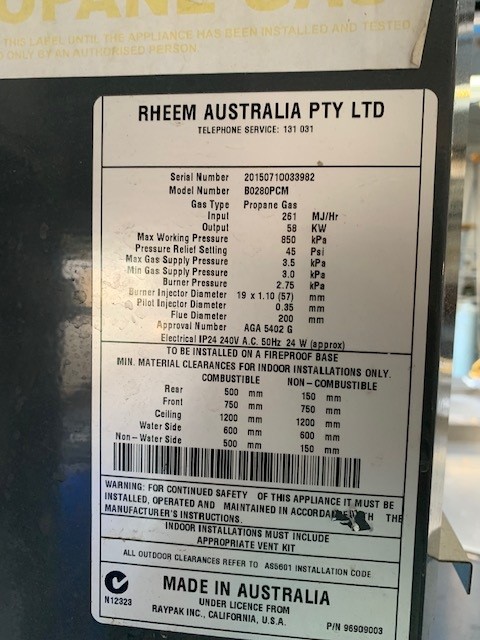 OPANE GAS
THIS LABEL UNTIL THE APPLIANCE HAS BEEN INSTALLED AND TESTED,
ONLY BY AN AUTHORISED PERSON.
RHEEM AUSTRALIA PTY LTD
TELEPHONE SERVICE: 131 031
Serial Number 20150710033982
Model Number B0280PCM
Gas Type Propane Gas
Input 261 MJ/Hr
Output 58 KW
Max Working Pressure 850 kPa
Pressure Relief Setting 45 Psi
Max Gas Supply Pressure 3.5 kPa
Min Gas Supply Pressure 3.0 kPa
Burner Pressure 2.75 kPa
Burner Injector Diameter 19 x 1.10 (57) mm
Pilot Injector Diameter 0.35 mm
Flue Diameter 200 mm
Approval Number AGA 5402 G
Electrical IP24 240V A.C. 50Hz 24 W (approx)
TO BE INSTALLED ON A FIREPROOF BASE
MIN. MATERIAL CLEARANCES FOR INDOOR INSTALLATIONS ONLY.
COMBUSTIBLE NON-COMBUSTIBLE
Rear 500 mm 150 mm
Front 750 mm 750 mm
Ceiling 1200 mm 1200 mm
Water Side 600 mm 600 mm
Non-Water Side 500 mm 150 mm
WARNING: FOR CONTINUED SAFETY OF THIS APPLIANCE IT MUST BE
INSTALLED, OPERATED AND MAINTAINED IN ACCORDANCE WITH THE
MANUFACTURER'S INSTRUCTIONS.
INDOOR INSTALLATIONS MUST INCLUDE
APPROPRIATE VENT KIT
ALL OUTDOOR CLEARANCES REFER TO AS5601 INSTALLATION CODE
N12323
MADE IN AUSTRALIA
UNDER LICENCE FROM
RAYPAK INC., CALIFORNIA, U.S.A.
P/N 96909003